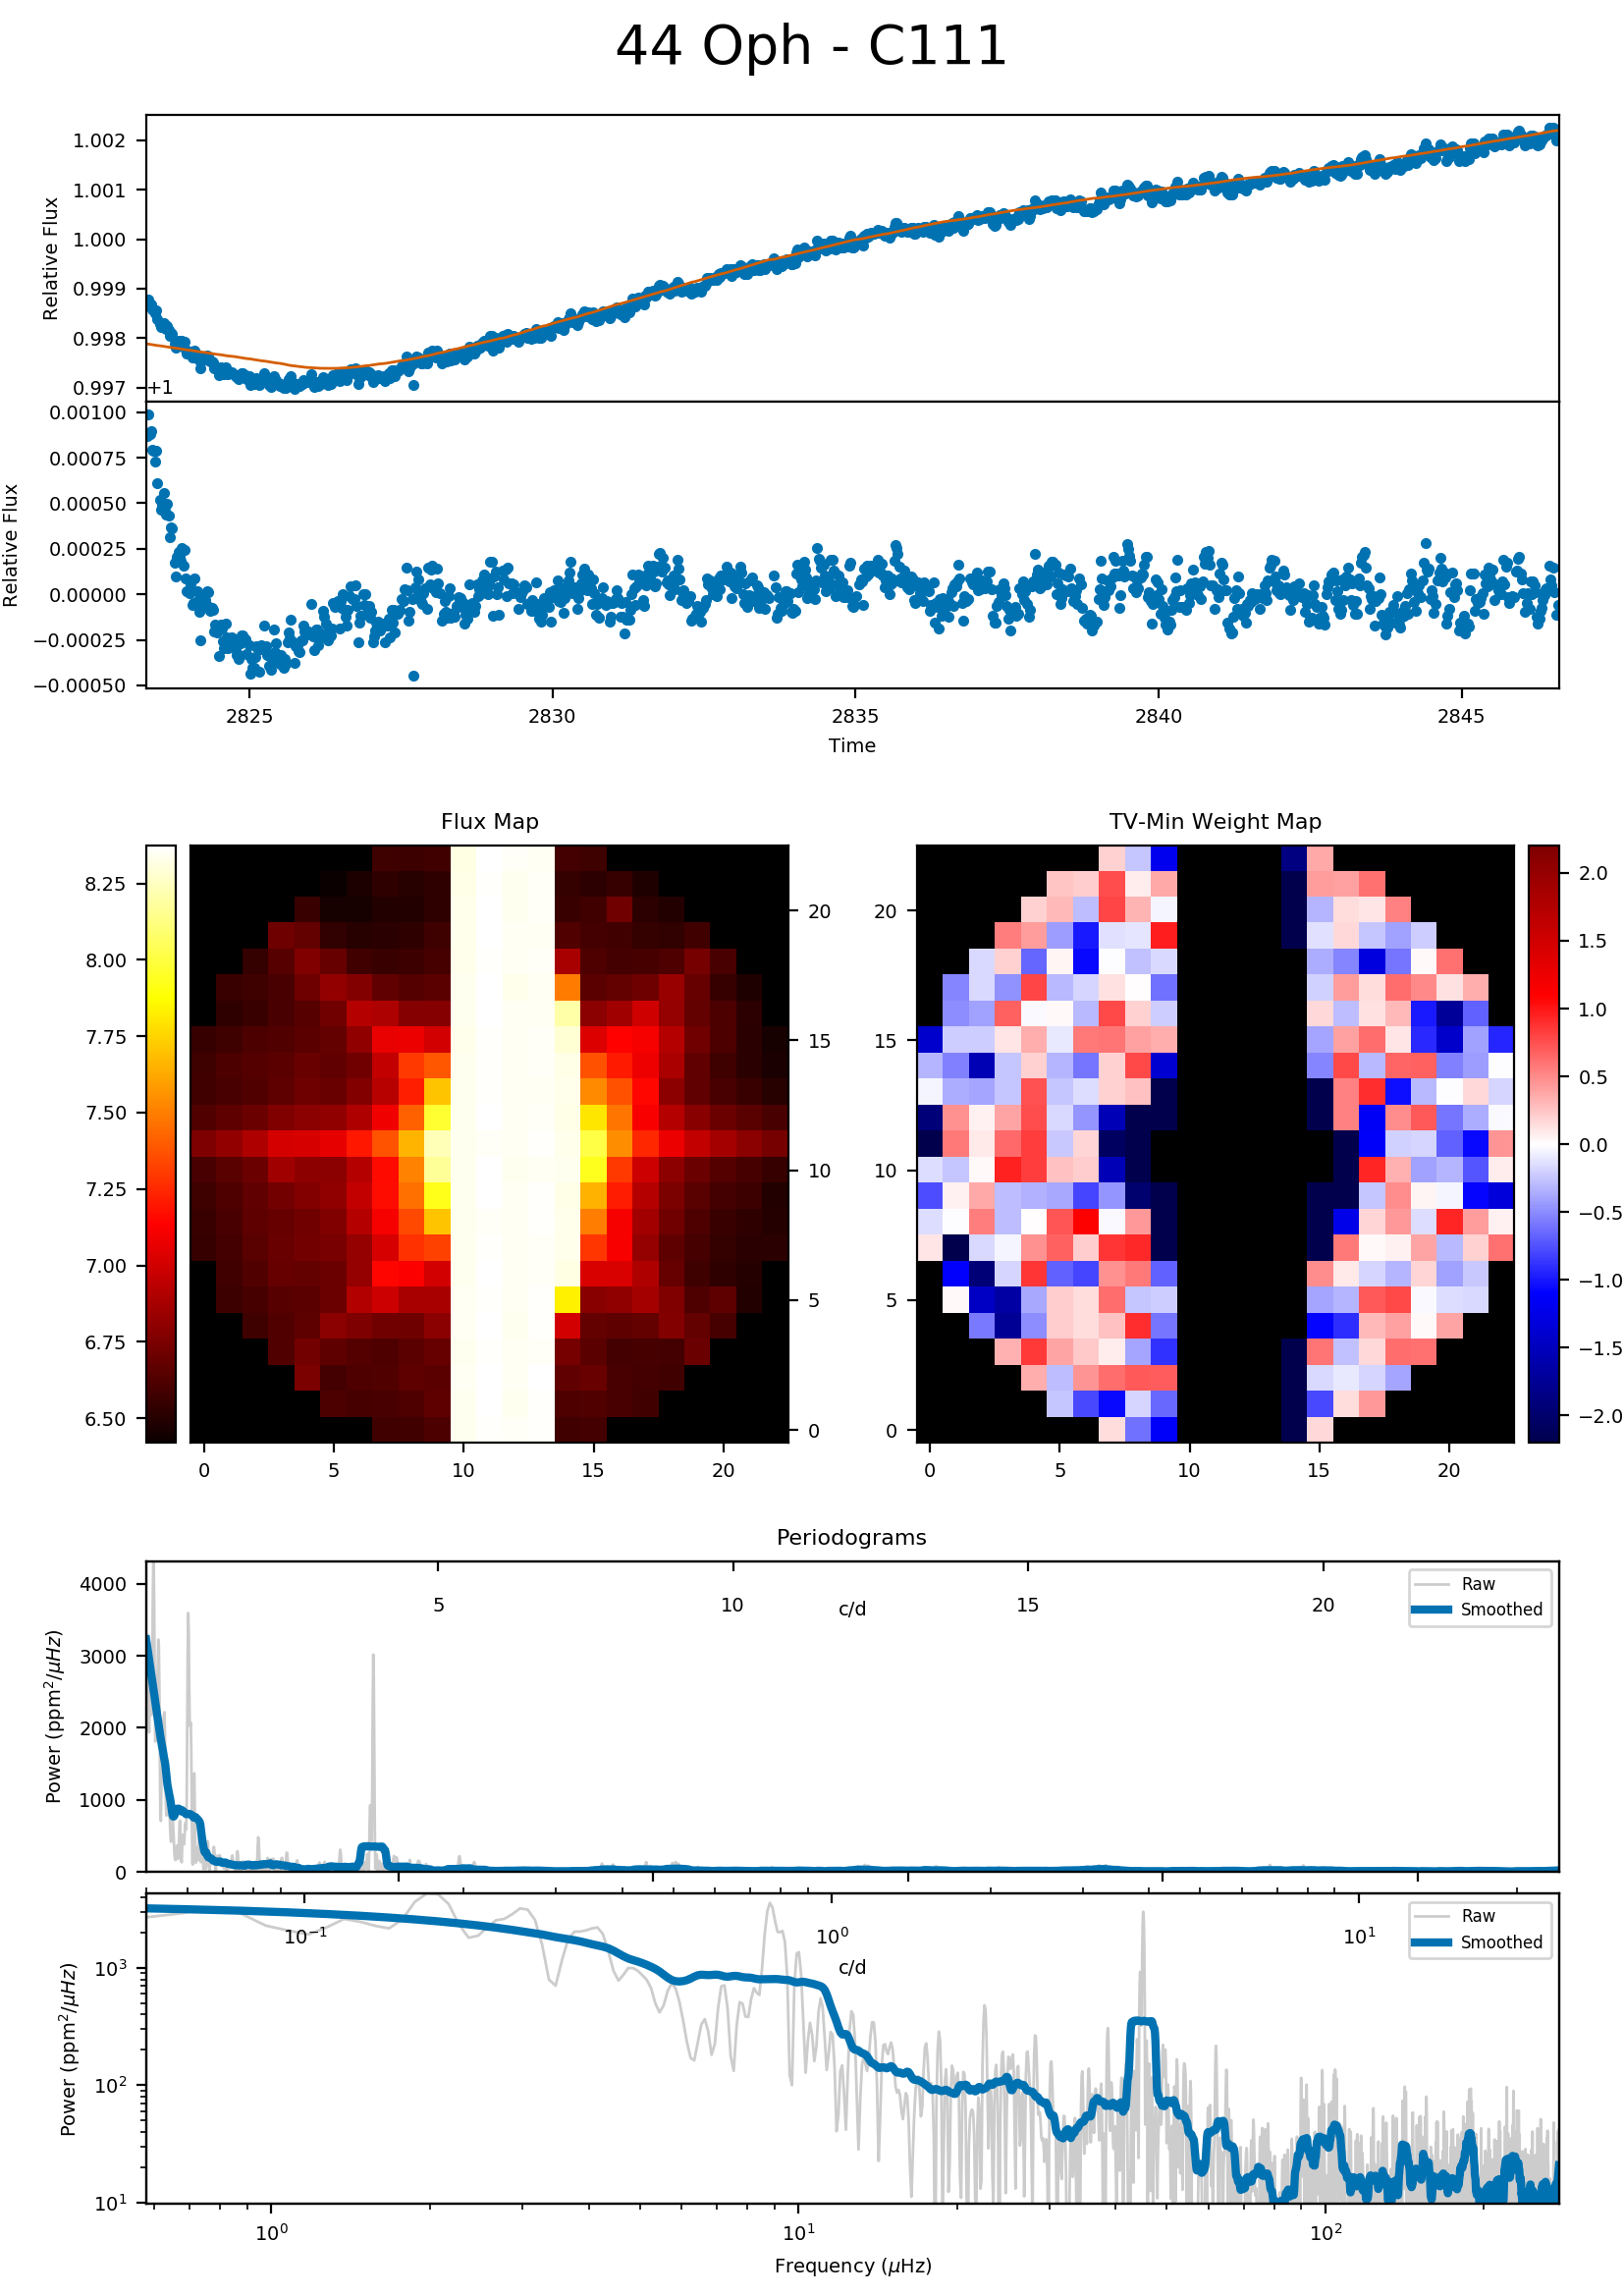 44 Oph - C111
1.002
1.001
1.000
0.999
0.998
0.997
Relative Flux
+1
0.00100
0.00075
0.00050
0.00025
0.00000
−0.00025
−0.00050
Relative Flux
2825 2830 2835 2840 2845
Time
Flux Map
8.25
8.00
7.75
7.50
7.25
7.00
6.75
6.50
20
15
10
5
0
0 5 10 15 20
TV-Min Weight Map
20
15
10
5
0
0 5 10 15 20
2.0
1.5
1.0
0.5
0.0
−0.5
−1.0
−1.5
−2.0
Periodograms
4000
3000
2000
1000
0
Power (ppm²/μHz)
5 10 15 20
c/d
Raw
Smoothed
10³
10²
10¹
Power (ppm²/μHz)
10⁻¹ 10⁰ 10¹
c/d
Raw
Smoothed
10⁰ 10¹ 10²
Frequency (μHz)